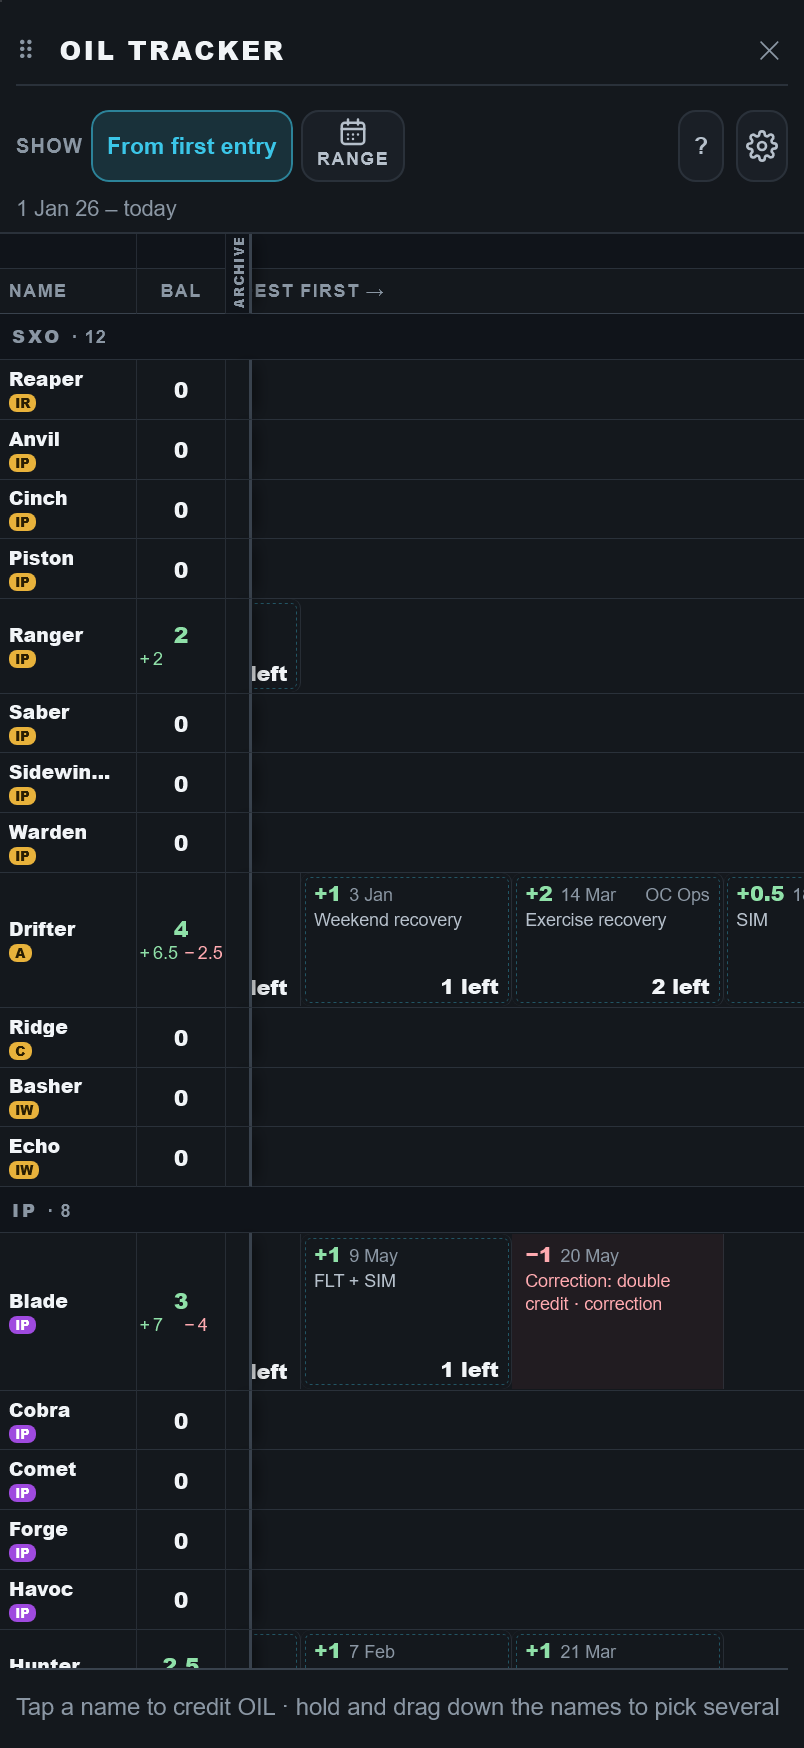 OIL TRACKER
SHOW
From first entry
RANGE
?
1 Jan 26 – today
NAME
BAL
ARCHIVE
EST FIRST →
SXO · 12
Reaper
IR
0
Anvil
IP
0
Cinch
IP
0
Piston
IP
0
Ranger
IP
2
+2
left
Saber
IP
0
Sidewin...
IP
0
Warden
IP
0
Drifter
A
4
+6.5 −2.5
left
+1 3 Jan
Weekend recovery
1 left
+2 14 Mar OC Ops
Exercise recovery
2 left
+0.5
SIM
Ridge
C
0
Basher
IW
0
Echo
IW
0
IP · 8
Blade
IP
3
+7 −4
left
+1 9 May
FLT + SIM
1 left
−1 20 May
Correction: double
credit · correction
Cobra
IP
0
Comet
IP
0
Forge
IP
0
Havoc
IP
0
Hunter
2.5
+1 7 Feb
+1 21 Mar
Tap a name to credit OIL · hold and drag down the names to pick several